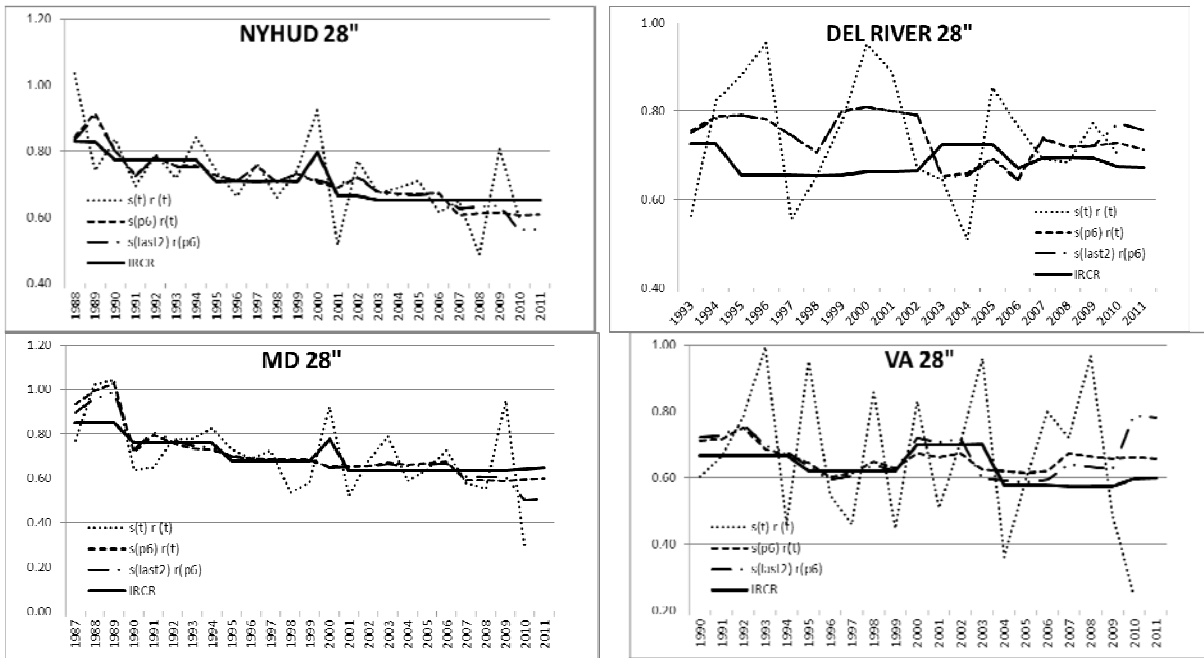 NYHUD 28"
1.20
1.00
0.80
0.60
0.40
s(t) r (t)
s(p6) r(t)
s(last2) r(p6)
IRCR
1988 1989 1990 1991 1992 1993 1994 1995 1996 1997 1998 1999 2000 2001 2002 2003 2004 2005 2006 2007 2008 2009 2010 2011
DEL RIVER 28"
1.00
0.80
0.60
0.40
s(t) r (t)
s(p6) r(t)
s(last2) r(p6)
IRCR
1993 1994 1995 1996 1997 1998 1999 2000 2001 2002 2003 2004 2005 2006 2007 2008 2009 2010 2011
MD 28"
1.20
1.00
0.80
0.60
0.40
0.20
0.00
s(t) r (t)
s(p6) r(t)
s(last2) r(p6)
IRCR
1987 1988 1989 1990 1991 1992 1993 1994 1995 1996 1997 1998 1999 2000 2001 2002 2003 2004 2005 2006 2007 2008 2009 2010 2011
VA 28"
1.00
0.80
0.60
0.40
0.20
s(t) r (t)
s(p6) r(t)
s(last2) r(p6)
IRCR
1990 1991 1992 1993 1994 1995 1996 1997 1998 1999 2000 2001 2002 2003 2004 2005 2006 2007 2008 2009 2010 2011